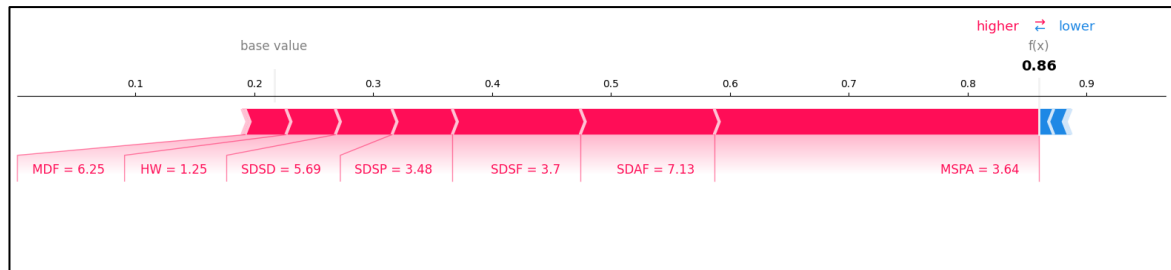 higher ⇄ lower
base value f(x)
0.86
0.1 0.2 0.3 0.4 0.5 0.6 0.7 0.8 0.9
MDF = 6.25 HW = 1.25 SDSD = 5.69 SDSP = 3.48 SDSF = 3.7 SDAF = 7.13 MSPA = 3.64